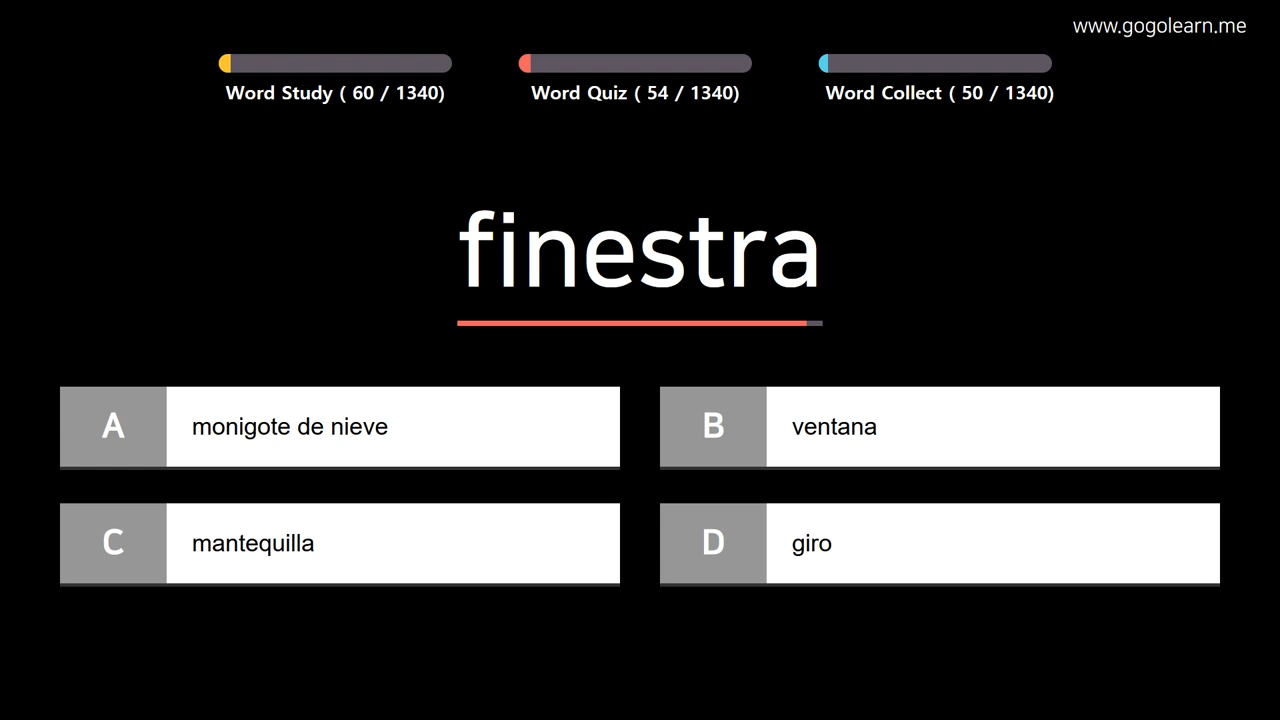 www.gogolearn.me
Word Study ( 60 / 1340)
Word Quiz ( 54 / 1340)
Word Collect ( 50 / 1340)
finestra
A monigote de nieve
B ventana
C mantequilla
D giro